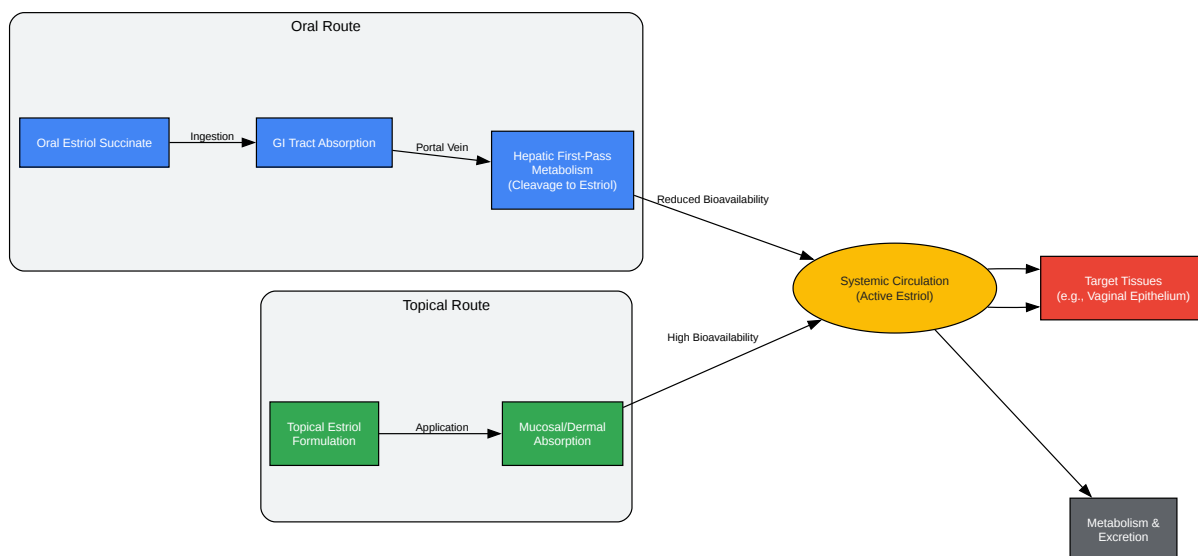 Oral Route
Oral Estriol Succinate
Ingestion
GI Tract Absorption
Portal Vein
Hepatic First-Pass
Metabolism
(Cleavage to Estriol)
Reduced Bioavailability
Topical Route
Topical Estriol
Formulation
Application
Mucosal/Dermal
Absorption
High Bioavailability
Systemic Circulation
(Active Estriol)
Target Tissues
(e.g., Vaginal Epithelium)
Metabolism &
Excretion